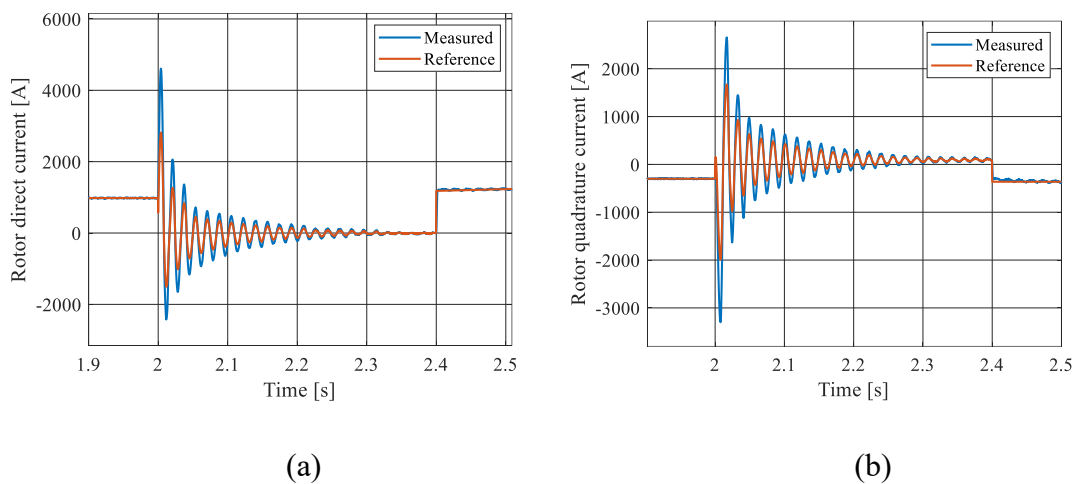 6000
4000
2000
0
-2000
Rotor direct current [A]
Measured
Reference
1.9 2 2.1 2.2 2.3 2.4 2.5
Time [s]
(a)
2000
1000
0
-1000
-2000
-3000
Rotor quadrature current [A]
Measured
Reference
2 2.1 2.2 2.3 2.4 2.5
Time [s]
(b)